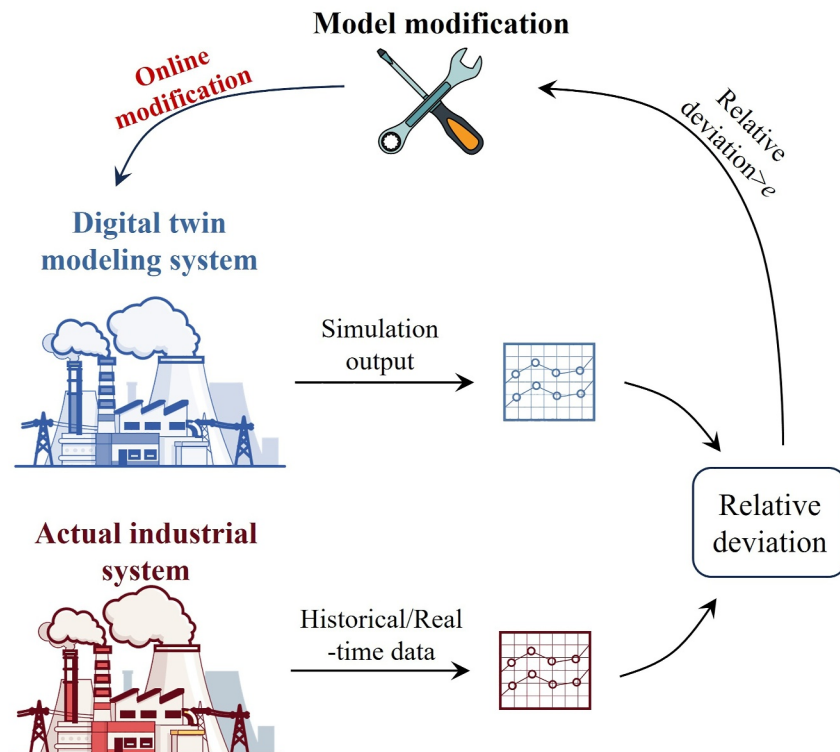 Model modification
Online
modification
Relative
deviation>e
Digital twin
modeling system
Simulation
output
Relative
deviation
Actual industrial
system
Historical/Real
-time data